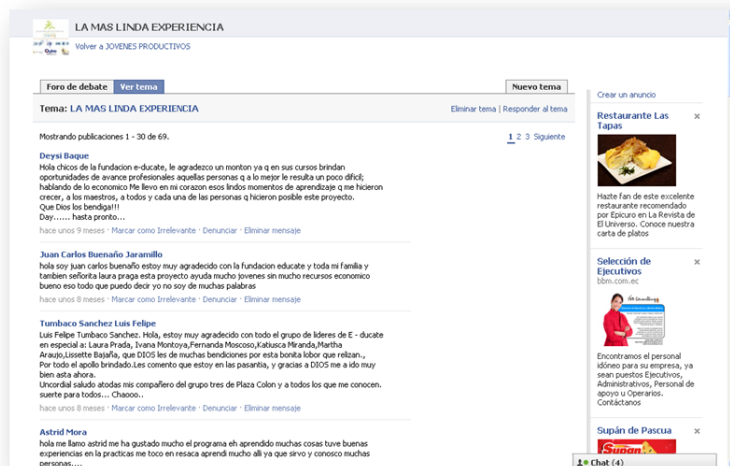 LA MAS LINDA EXPERIENCIA
Volver a JOVENES PRODUCTIVOS
Foro de debate
Ver tema
Nuevo tema
Tema: LA MAS LINDA EXPERIENCIA
Eliminar tema | Responder al tema
Mostrando publicaciones 1 - 30 de 69.
1 2 3 Siguiente
Deysi Baque
Hola chicos de la fundacion e-ducate, le agradezco un monton ya q en sus cursos brindan
oportunidades de avance profesionales aquellas personas q a lo mejor le resulta un poco dificil;
hablando de lo economico Me llevo en mi corazon esos lindos momentos de aprendizaje q me hicieron
crecer, a los maestros, a todos y cada una de las personas q hicieron posible este proyecto.
Que Dios los bendiga!!!
Day...... hasta pronto...
hace unos 9 meses · Marcar como Irrelevante · Denunciar · Eliminar mensaje
Juan Carlos Buenaño Jaramillo
hola soy juan carlos buenaño estoy muy agradecido con la fundacion educate y toda mi familia y
tambien señorita laura praga esta proyecto ayuda mucho jovenes sin mucho recursos economico
bueno eso todo que puedo decir yo no soy de muchas palabras
hace unos 8 meses · Marcar como Irrelevante · Denunciar · Eliminar mensaje
Tumbaco Sanchez Luis Felipe
Luis Felipe Tumbaco Sanchez. Hola, estoy muy agradecido con todo el grupo de lideres de E - ducate
en especial a: Laura Prada, Ivana Montoya,Fernanda Moscoso,Katiusca Miranda,Martha
Araujo,Lissette Bajaña, que DIOS les de muchas bendiciones por esta bonita lobor que relizan.,
Por todo el apollo brindado.Les comento que estoy en las pasantia, y gracias a DIOS me a ido muy
bien asta ahora.
Uncordial saludo atodas mis compañero del grupo tres de Plaza Colon y a todos los que me conocen.
suerte para todos... Chaooo..
hace unos 8 meses · Marcar como Irrelevante · Denunciar · Eliminar mensaje
Astrid Mora
hola me llamo astrid me ha gustado mucho el programa eh aprendido muchas cosas tuve buenas
experiencias en la practicas me toco en resaca aprendi mucho alli ya que sirvo y conosco muchas
personas....
Crear un anuncio
Restaurante Las
Tapas
Hazte fan de este excelente
restaurante recomendado
por Epicuro en La Revista de
El Universo. Conoce nuestra
carta de platos
Selección de
Ejecutivos
bbm.com.ec
Encontramos el personal
idóneo para su empresa, ya
sean puestos Ejecutivos,
Administrativos, Personal de
apoyo u Operarios.
Contáctanos
Supán de Pascua
Supan
Chat (4)